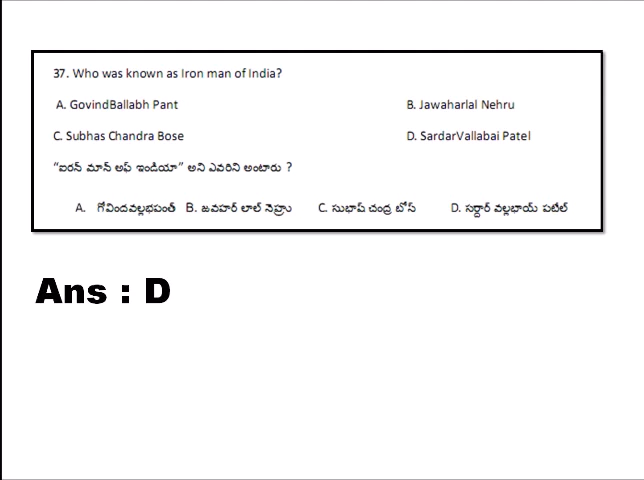 37. Who was known as Iron man of India?
A. GovindBallabh Pant B. Jawaharlal Nehru
C. Subhas Chandra Bose D. SardarVallabai Patel
"ఐరన్ మాన్ అఫ్ ఇండియా" అని ఎవరిని అంటారు ?
A. గోవిందవల్లభపంత్ B. జవహర్ లాల్ నెహ్రు C. సుభాష్ చంద్ర బోస్ D. సర్దార్ వల్లభాయ్ పటేల్
Ans : D